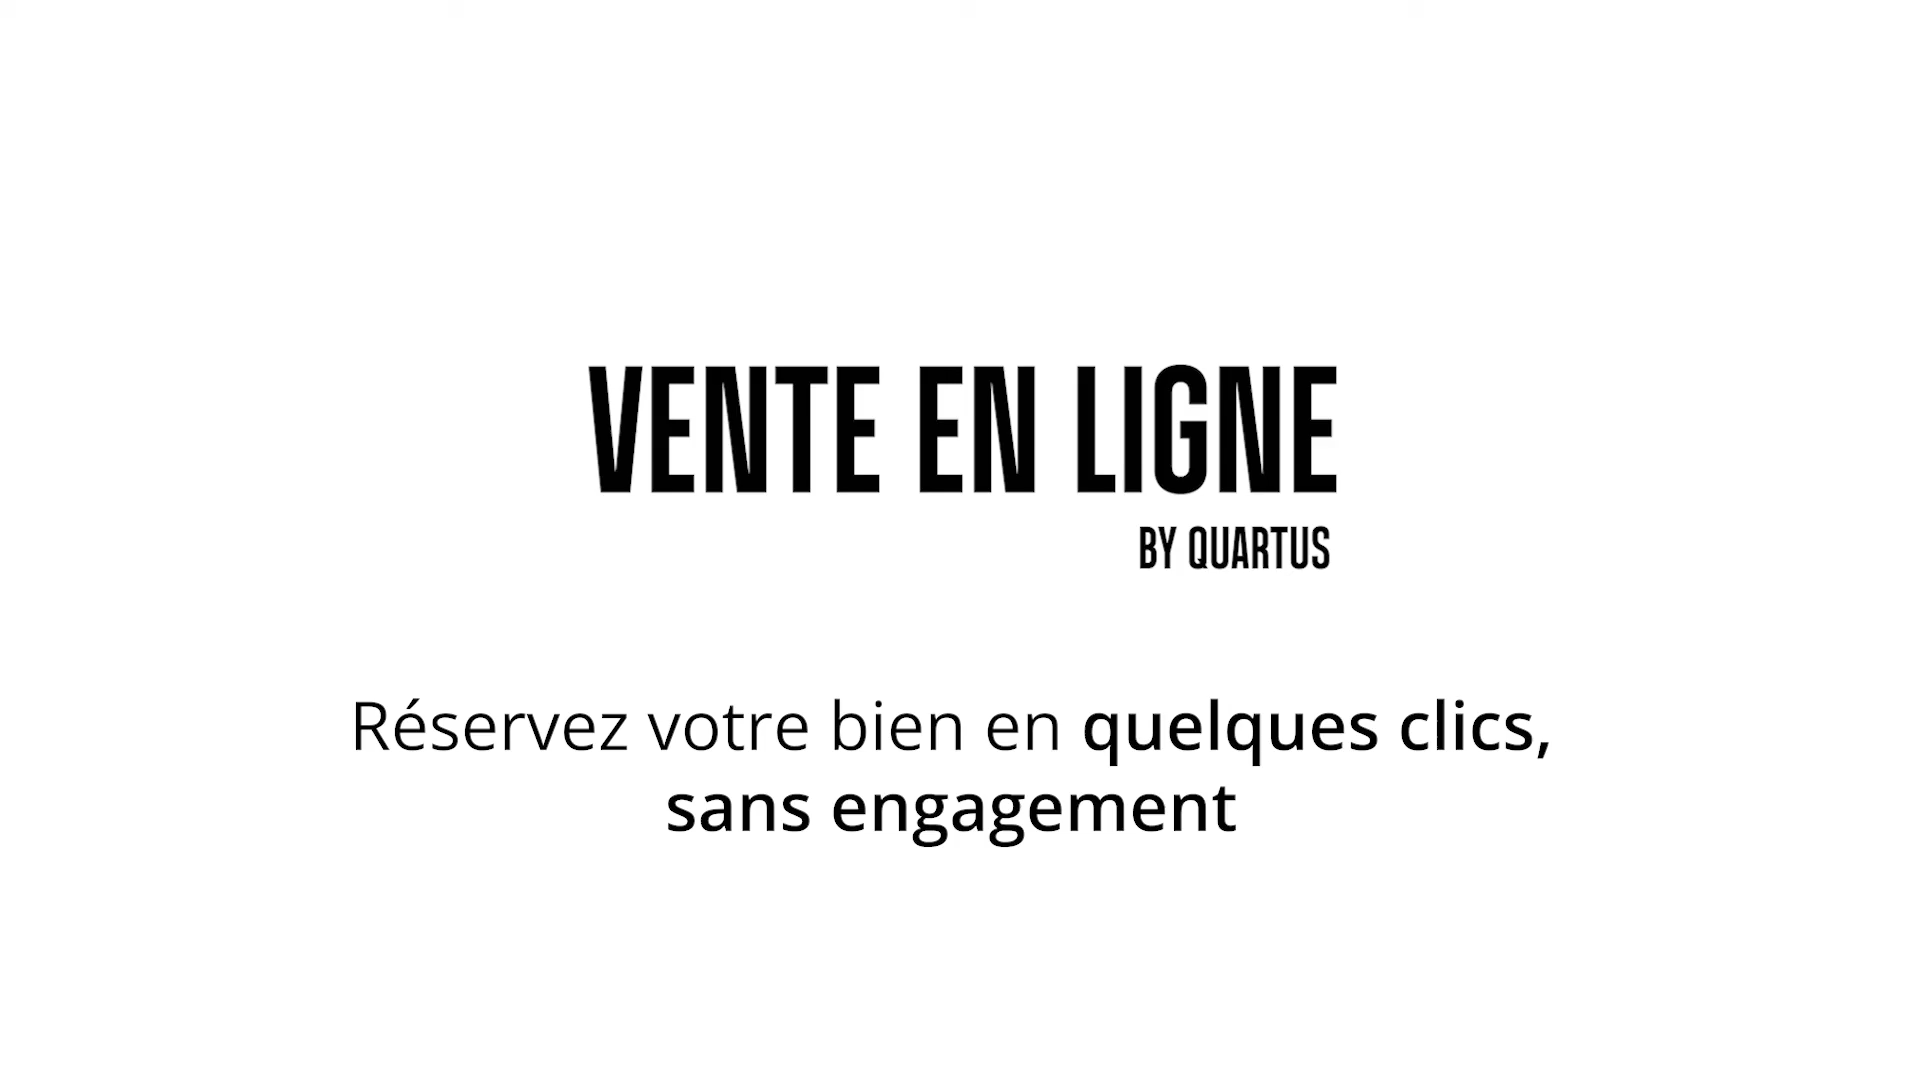 VENTE EN LIGNE
BY QUARTUS
Réservez votre bien en quelques clics,
sans engagement